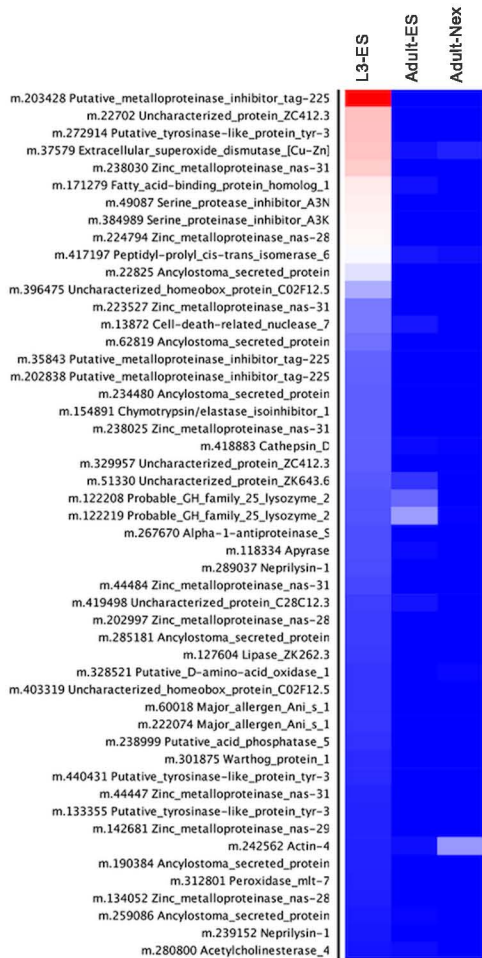 L3-ES
Adult-ES
Adult-Nex
m.203428 Putative_metalloproteinase_inhibitor_tag-225
m.22702 Uncharacterized_protein_ZC412.3
m.272914 Putative_tyrosinase-like_protein_tyr-3
m.37579 Extracellular_superoxide_dismutase_[Cu-Zn]
m.238030 Zinc_metalloproteinase_nas-31
m.171279 Fatty_acid-binding_protein_homolog_1
m.49087 Serine_protease_inhibitor_A3N
m.384989 Serine_proteinase_inhibitor_A3K
m.224794 Zinc_metalloproteinase_nas-28
m.417197 Peptidyl-prolyl_cis-trans_isomerase_6
m.22825 Ancylostoma_secreted_protein
m.396475 Uncharacterized_homeobox_protein_C02F12.5
m.223527 Zinc_metalloproteinase_nas-31
m.13872 Cell-death-related_nuclease_7
m.62819 Ancylostoma_secreted_protein
m.35843 Putative_metalloproteinase_inhibitor_tag-225
m.202838 Putative_metalloproteinase_inhibitor_tag-225
m.234480 Ancylostoma_secreted_protein
m.154891 Chymotrypsin/elastase_isoinhibitor_1
m.238025 Zinc_metalloproteinase_nas-31
m.418883 Cathepsin_D
m.329957 Uncharacterized_protein_ZC412.3
m.51330 Uncharacterized_protein_ZK643.6
m.122208 Probable_GH_family_25_lysozyme_2
m.122219 Probable_GH_family_25_lysozyme_2
m.267670 Alpha-1-antiproteinase_S
m.118334 Apyrase
m.289037 Neprilysin-1
m.44484 Zinc_metalloproteinase_nas-31
m.419498 Uncharacterized_protein_C28C12.3
m.202997 Zinc_metalloproteinase_nas-28
m.285181 Ancylostoma_secreted_protein
m.127604 Lipase_ZK262.3
m.328521 Putative_D-amino-acid_oxidase_1
m.403319 Uncharacterized_homeobox_protein_C02F12.5
m.60018 Major_allergen_Ani_s_1
m.222074 Major_allergen_Ani_s_1
m.238999 Putative_acid_phosphatase_5
m.301875 Warthog_protein_1
m.440431 Putative_tyrosinase-like_protein_tyr-3
m.44447 Zinc_metalloproteinase_nas-31
m.133355 Putative_tyrosinase-like_protein_tyr-3
m.142681 Zinc_metalloproteinase_nas-29
m.242562 Actin-4
m.190384 Ancylostoma_secreted_protein
m.312801 Peroxidase_mlt-7
m.134052 Zinc_metalloproteinase_nas-28
m.259086 Ancylostoma_secreted_protein
m.239152 Neprilysin-1
m.280800 Acetylcholinesterase_4